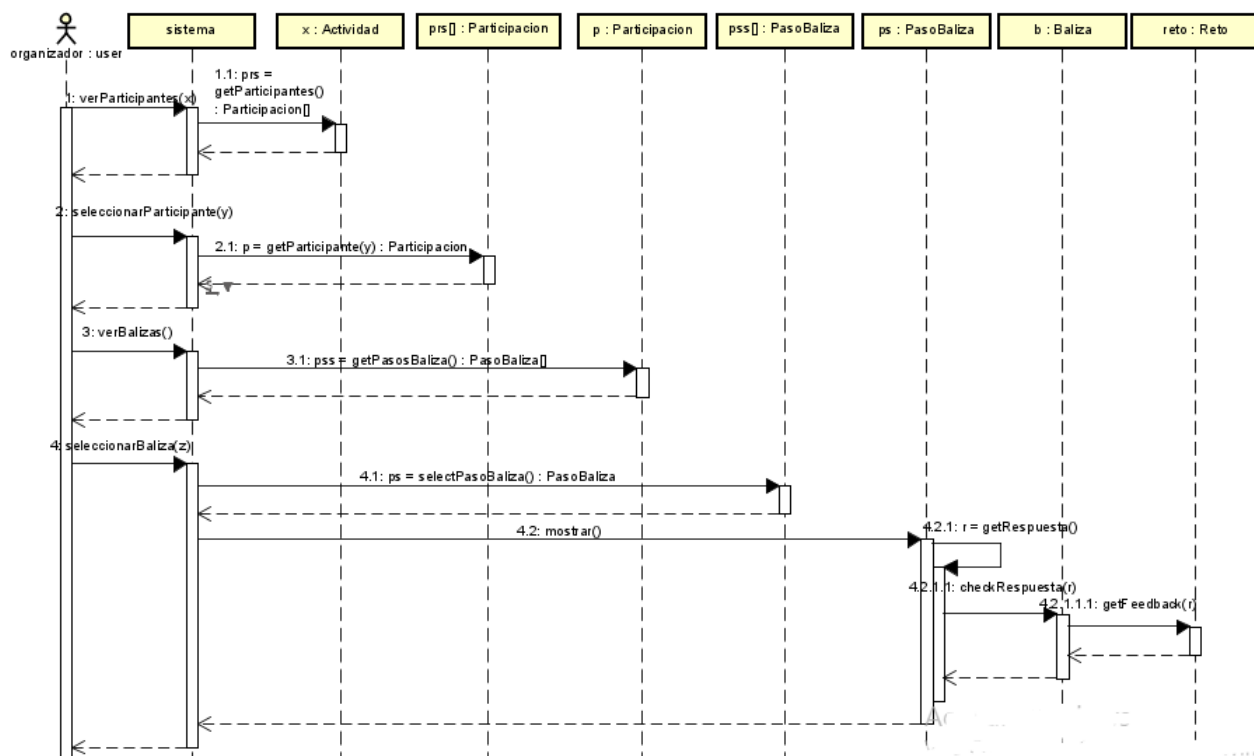 organizador : user
sistema
x : Actividad
prs[] : Participacion
p : Participacion
pss[] : PasoBaliza
ps : PasoBaliza
b : Baliza
reto : Reto
1: verParticipantes(x)
1.1: prs =
getParticipantes()
: Participacion[]
2: seleccionarParticipante(y)
2.1: p = getParticipante(y) : Participacion
3: verBalizas()
3.1: pss = getPasosBaliza() : PasoBaliza[]
4: seleccionarBaliza(z)
4.1: ps = selectPasoBaliza() : PasoBaliza
4.2: mostrar()
4.2.1: r = getRespuesta()
4.2.1.1: checkRespuesta(r)
4.2.1.1.1: getFeedback(r)